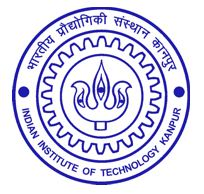 भारतीय प्रौद्योगिकी संस्थान कानपुर
INDIAN INSTITUTE OF TECHNOLOGY KANPUR